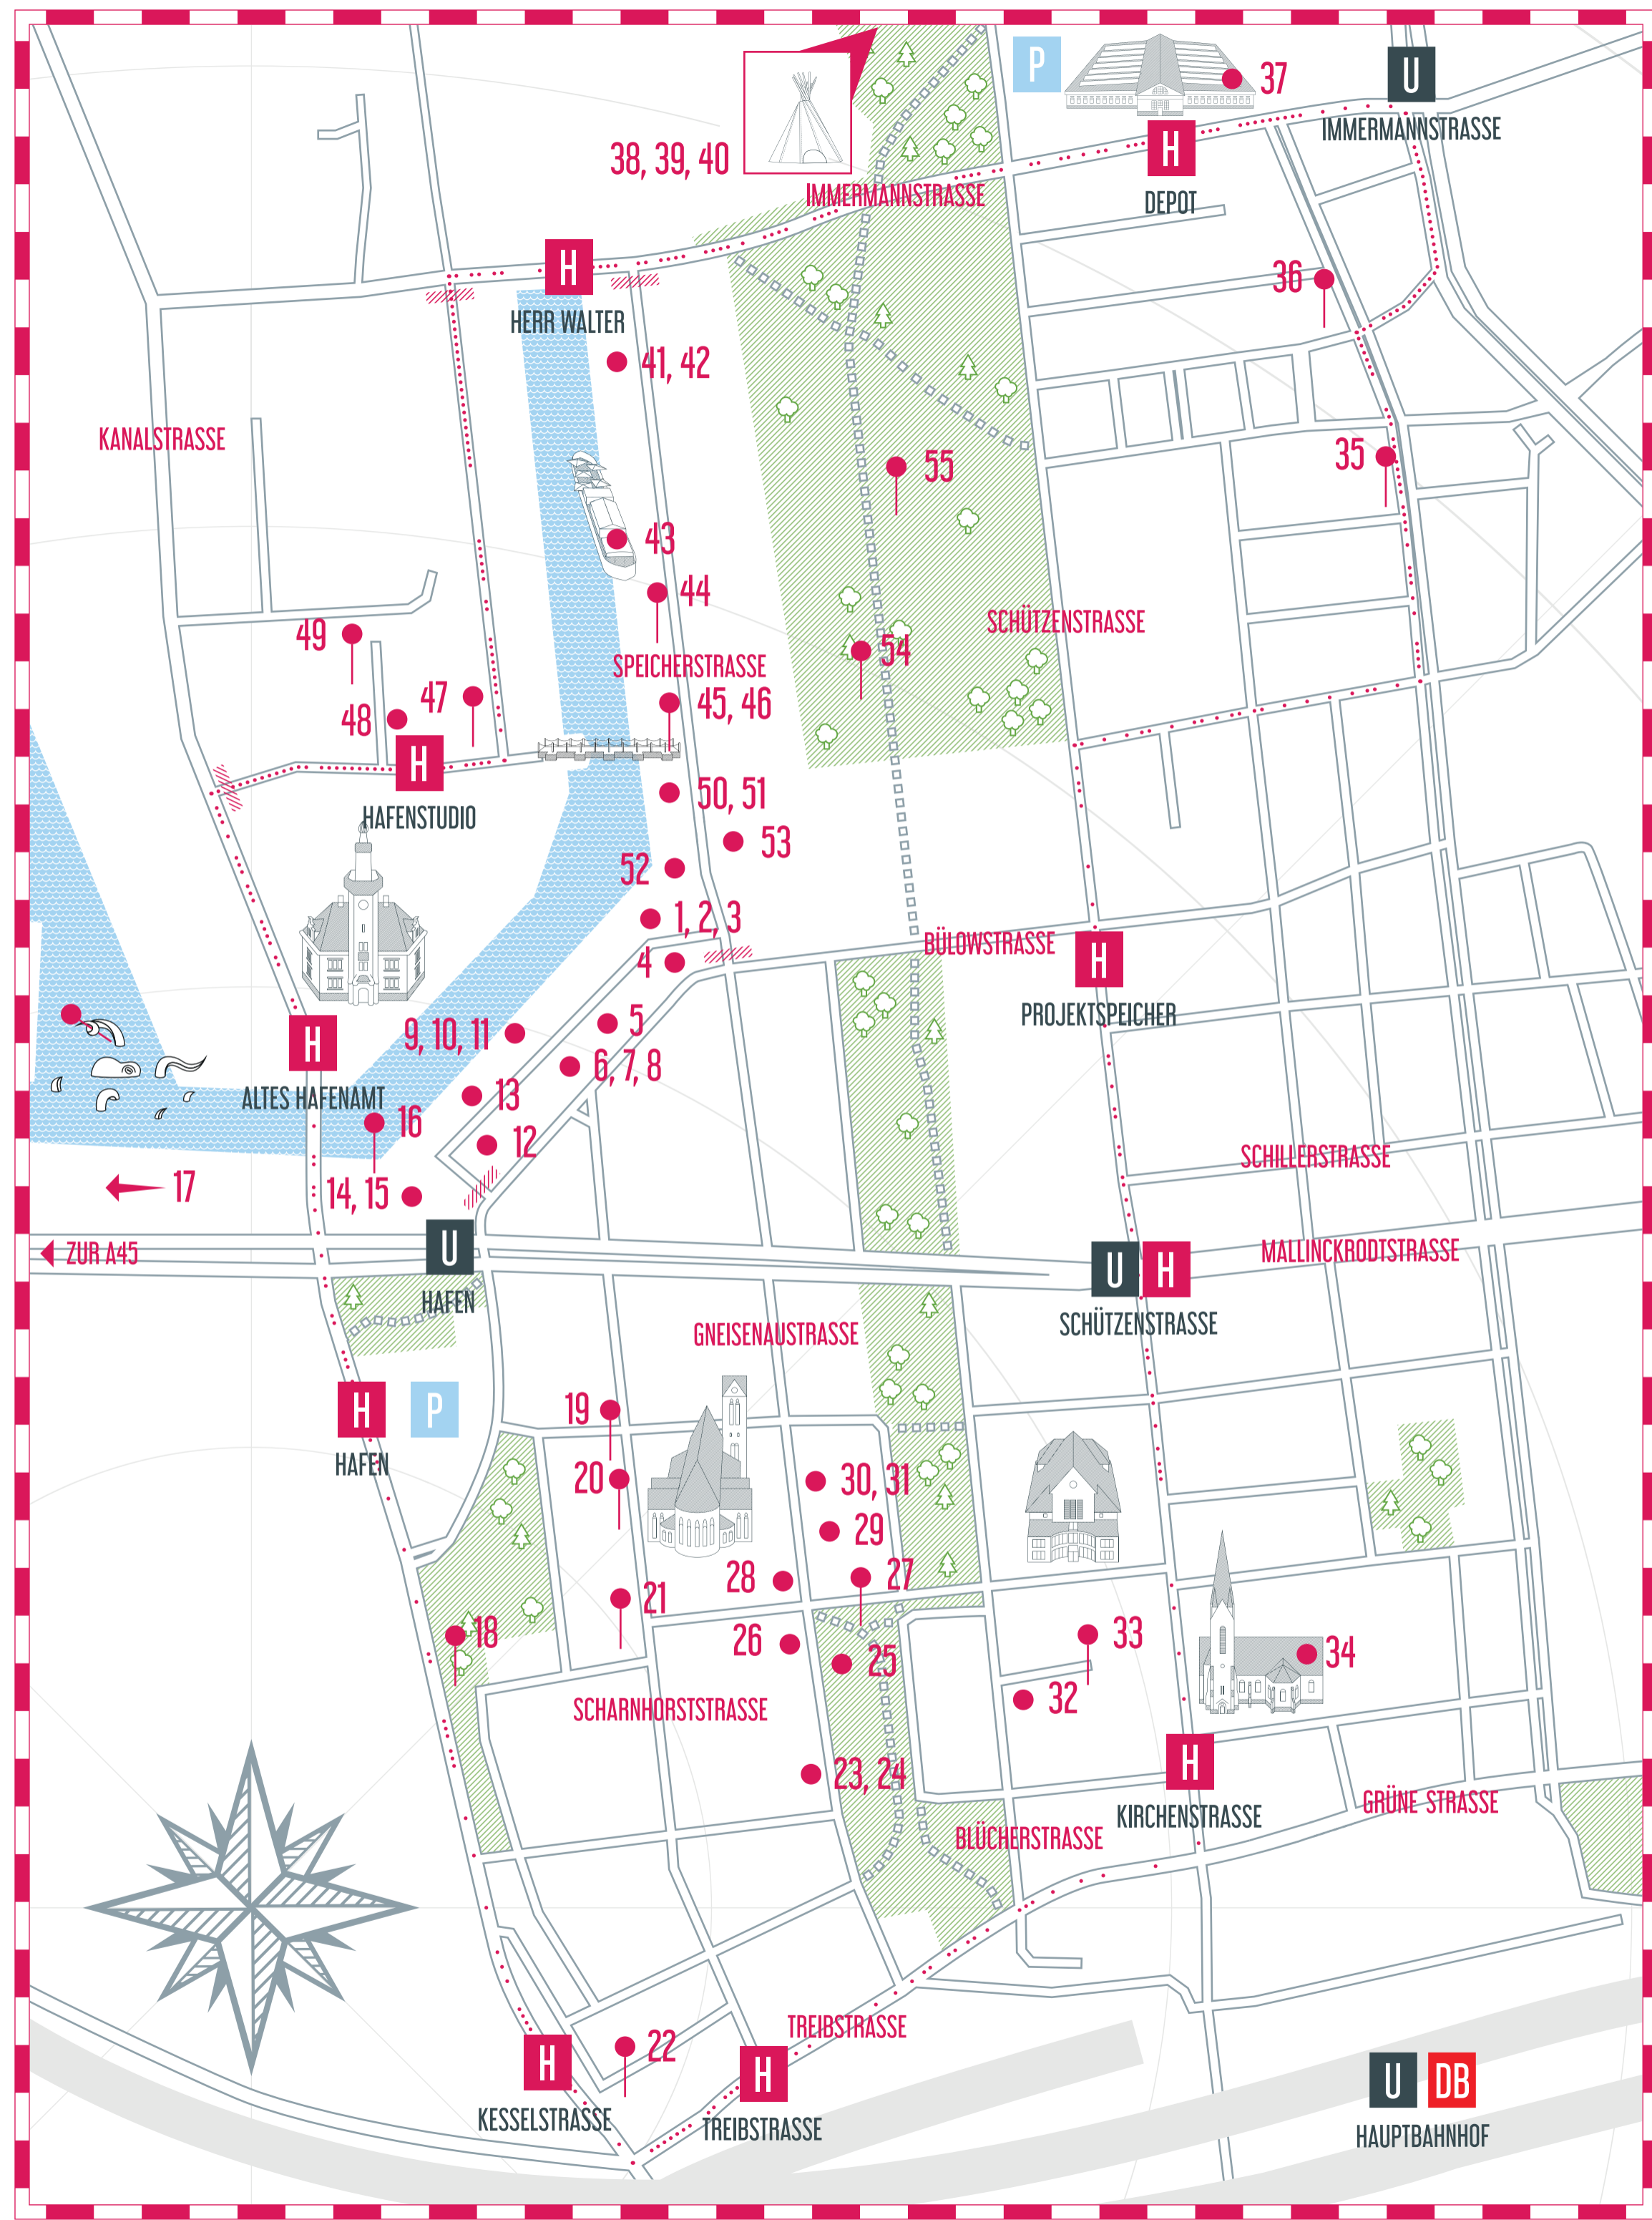 P
37
U
IMMERMANNSTRASSE
H
DEPOT
38, 39, 40
IMMERMANNSTRASSE
H
HERR WALTER
36
41, 42
KANALSTRASSE
35
55
43
44
SCHÜTZENSTRASSE
49
54
SPEICHERSTRASSE
47
45, 46
48
H
HAFENSTUDIO
50, 51
53
52
1, 2, 3
BÜLOWSTRASSE
4
H
PROJEKTSPEICHER
5
9, 10, 11
H
6, 7, 8
ALTES HAFENAMT
13
16
12
SCHILLERSTRASSE
17
14, 15
U
ZUR A45
MALLINCKRODTSTRASSE
U H
HAFEN
SCHÜTZENSTRASSE
GNEISENAUSTRASSE
H P
HAFEN
19
20
30, 31
29
28
27
21
18
26
33
25
34
32
SCHARNHORSTSTRASSE
H
23, 24
KIRCHENSTRASSE
GRÜNE STRASSE
BLÜCHERSTRASSE
TREIBSTRASSE
22
H
H
KESSELSTRASSE
TREIBSTRASSE
U DB
HAUPTBAHNHOF